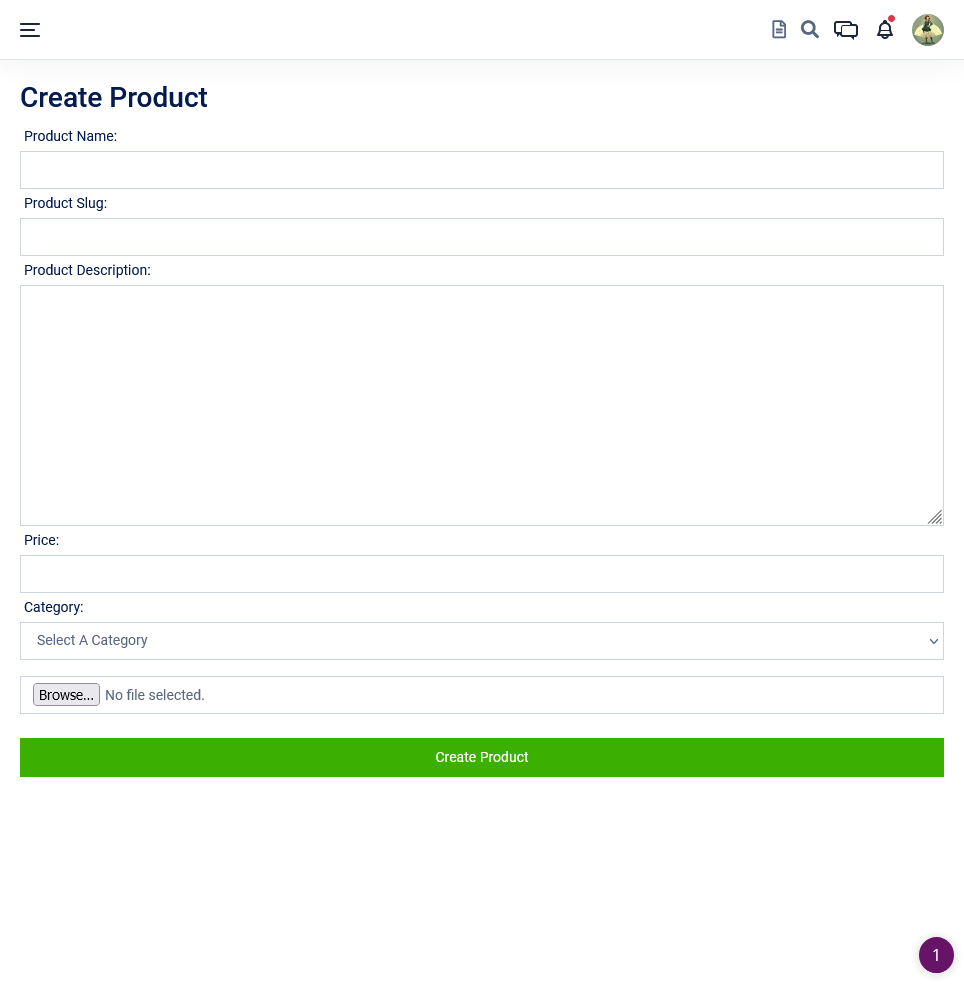 Create Product
Product Name:
Product Slug:
Product Description:
Price:
Category:
Select A Category
Browse... No file selected.
Create Product
1